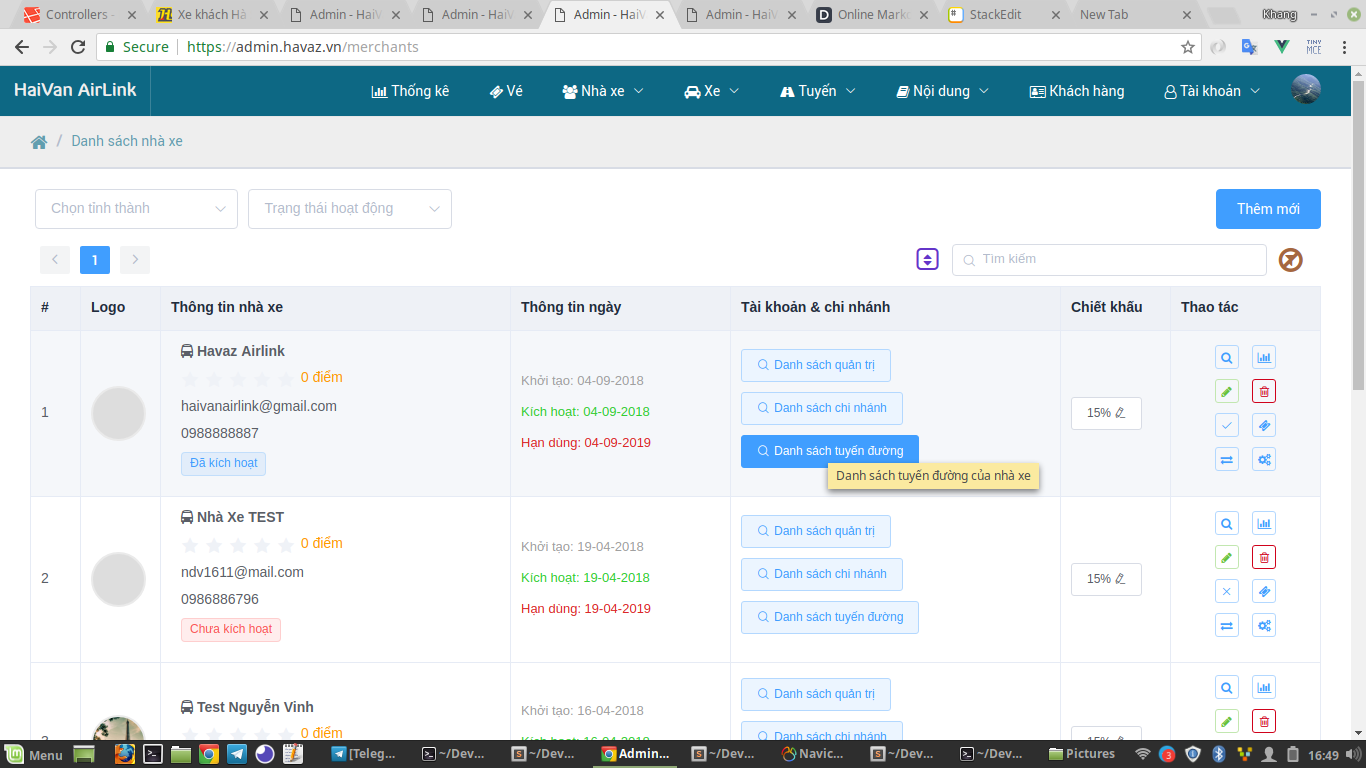 Controllers -
Xe khách Hà
Admin - HaiV
Admin - HaiV
Admin - HaiV
Admin - HaiV
Online Mark
StackEdit
New Tab
Khang
Secure
https://admin.havaz.vn/merchants
TINY
MCE
HaiVan AirLink
Thống kê
Vé
Nhà xe
Xe
Tuyến
Nội dung
Khách hàng
Tài khoản
/ Danh sách nhà xe
Chọn tỉnh thành
Trạng thái hoạt động
Thêm mới
1
Tìm kiếm
# Logo Thông tin nhà xe Thông tin ngày Tài khoản & chi nhánh Chiết khấu Thao tác
1
Havaz Airlink
0 điểm
haivanairlink@gmail.com
0988888887
Đã kích hoạt
Khởi tạo: 04-09-2018
Kích hoạt: 04-09-2018
Hạn dùng: 04-09-2019
Danh sách quản trị
Danh sách chi nhánh
Danh sách tuyến đường
Danh sách tuyến đường của nhà xe
15%
2
Nhà Xe TEST
0 điểm
ndv1611@mail.com
0986886796
Chưa kích hoạt
Khởi tạo: 19-04-2018
Kích hoạt: 19-04-2018
Hạn dùng: 19-04-2019
Danh sách quản trị
Danh sách chi nhánh
Danh sách tuyến đường
15%
3
Test Nguyễn Vinh
0 điểm
Khởi tạo: 16-04-2018
Kích hoạt: 16-04-2018
Danh sách quản trị
Danh sách chi nhánh
15%
Menu
[Teleg...
~/Dev...
~/Dev...
Admin...
~/Dev...
Navic...
~/Dev...
~/Dev...
Pictures
3
16:49